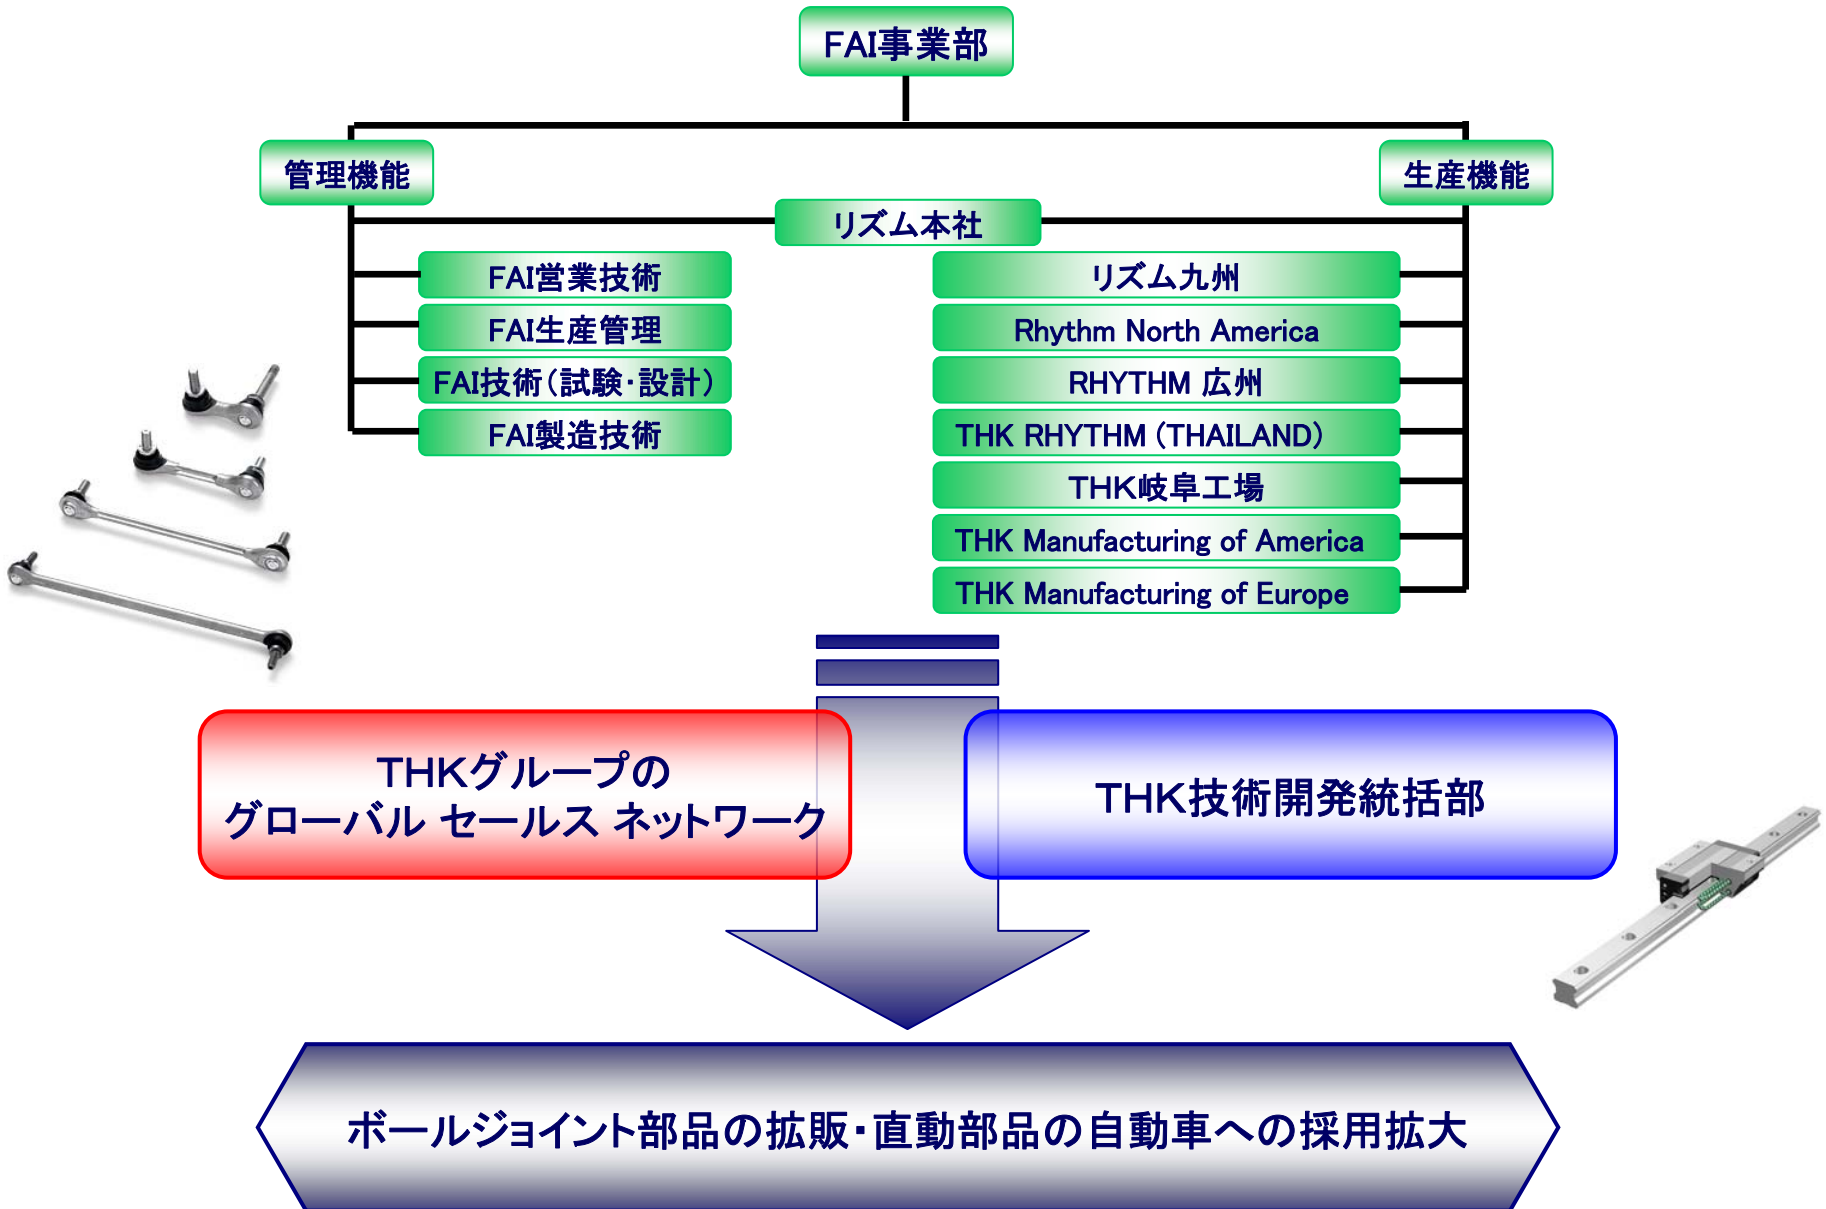 FAI事業部
管理機能
生産機能
リズム本社
FAI営業技術
FAI生産管理
FAI技術(試験・設計)
FAI製造技術
リズム九州
Rhythm North America
RHYTHM 広州
THK RHYTHM (THAILAND)
THK岐阜工場
THK Manufacturing of America
THK Manufacturing of Europe
THKグループの
グローバル セールス ネットワーク
THK技術開発統括部
ボールジョイント部品の拡販・直動部品の自動車への採用拡大